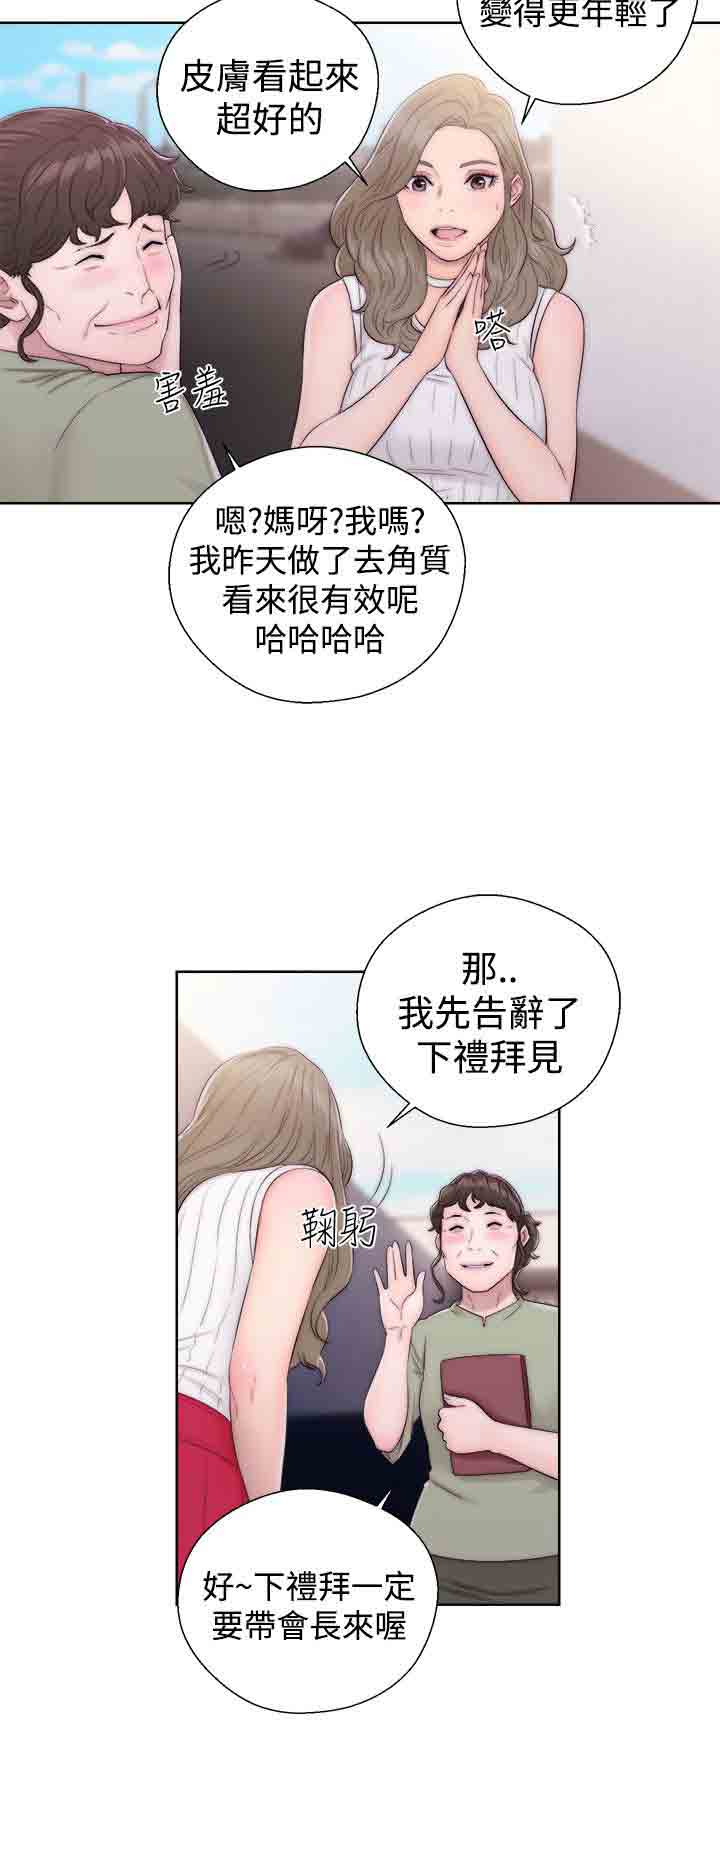 變得更年輕了
皮膚看起來
超好的
嗒
害羞
嗯?媽呀?我嗎?
我昨天做了去角質
看來很有效呢
哈哈哈哈
那..
我先告辭了
下禮拜見
鞠躬
好~下禮拜一定
要帶會長來喔